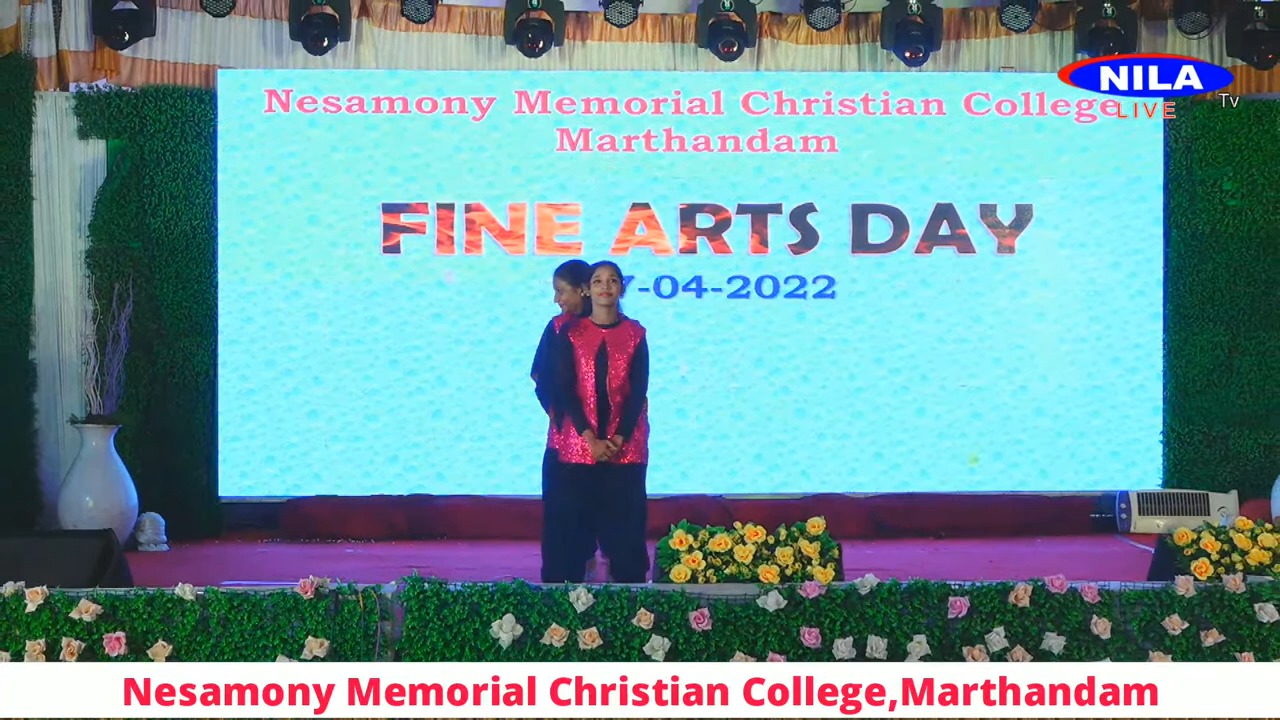 Nesamony Memorial Christian College
Marthandam
FINE ARTS DAY
7-04-2022
NILA
LIVE
Tv
Nesamony Memorial Christian College,Marthandam